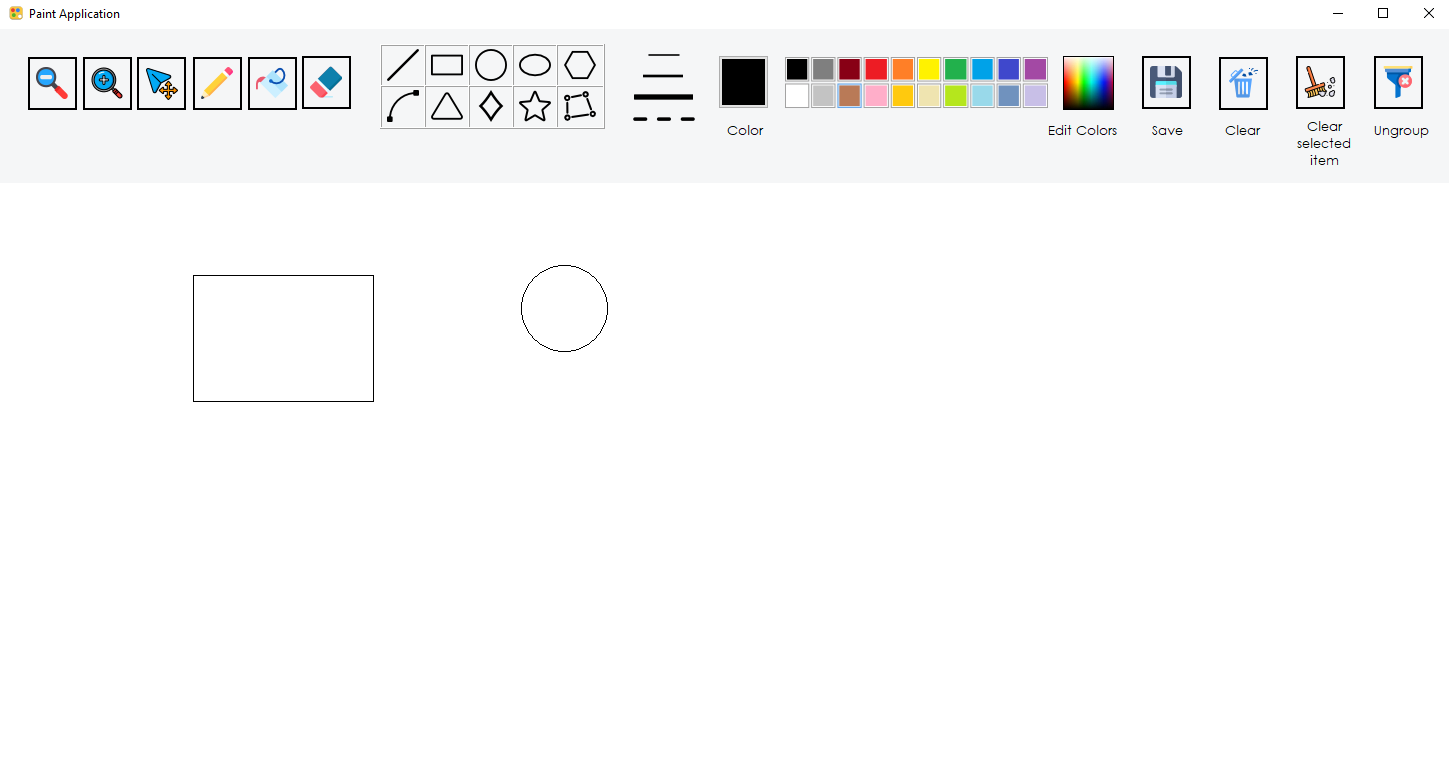 Paint Application
Color
Edit Colors
Save
Clear
Clear
selected
item
Ungroup